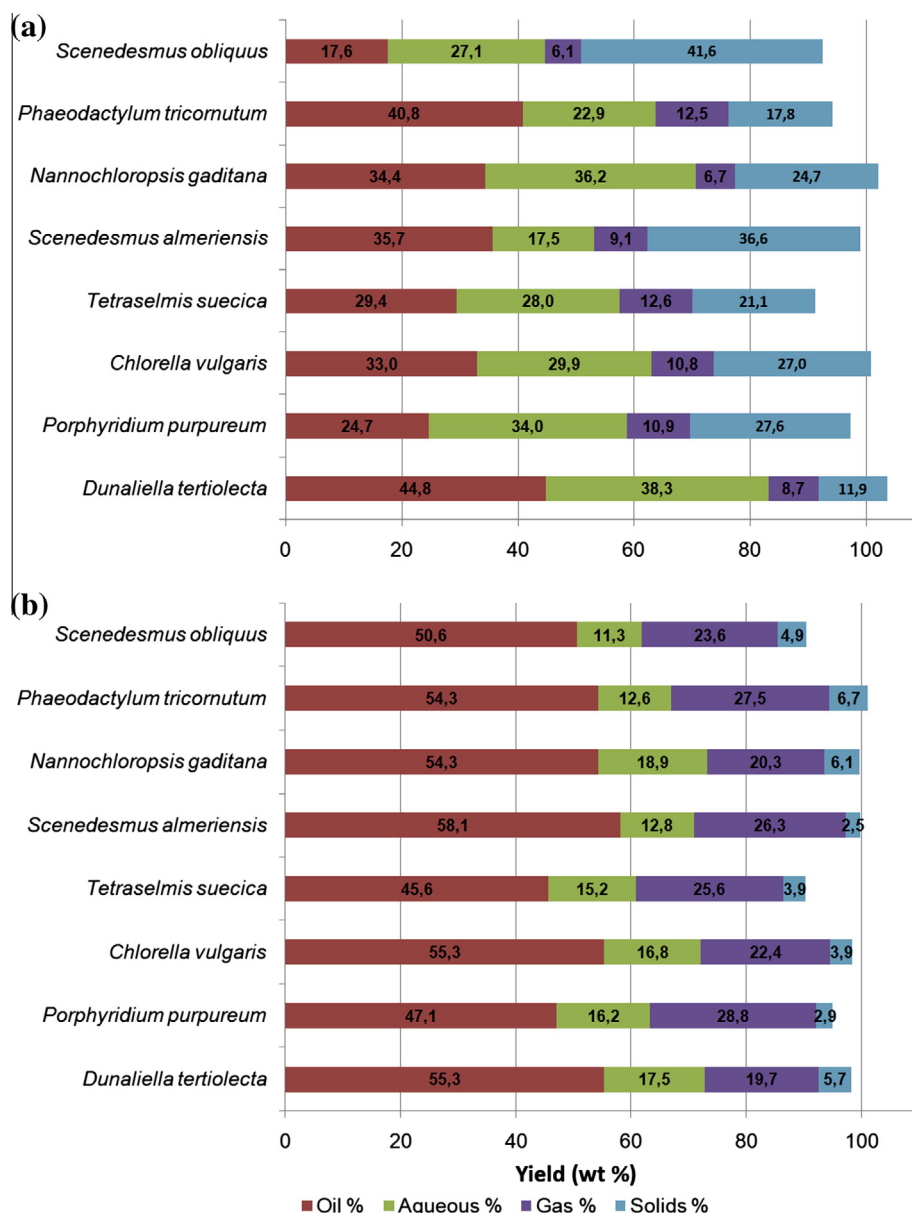 (a)
Scenedesmus obliquus 17,6 27,1 6,1 41,6
Phaeodactylum tricornutum 40,8 22,9 12,5 17,8
Nannochloropsis gaditana 34,4 36,2 6,7 24,7
Scenedesmus almeriensis 35,7 17,5 9,1 36,6
Tetraselmis suecica 29,4 28,0 12,6 21,1
Chlorella vulgaris 33,0 29,9 10,8 27,0
Porphyridium purpureum 24,7 34,0 10,9 27,6
Dunaliella tertiolecta 44,8 38,3 8,7 11,9
0 20 40 60 80 100
(b)
Scenedesmus obliquus 50,6 11,3 23,6 4,9
Phaeodactylum tricornutum 54,3 12,6 27,5 6,7
Nannochloropsis gaditana 54,3 18,9 20,3 6,1
Scenedesmus almeriensis 58,1 12,8 26,3 2,5
Tetraselmis suecica 45,6 15,2 25,6 3,9
Chlorella vulgaris 55,3 16,8 22,4 3,9
Porphyridium purpureum 47,1 16,2 28,8 2,9
Dunaliella tertiolecta 55,3 17,5 19,7 5,7
0 20 40 60 80 100
Yield (wt %)
Oil % Aqueous % Gas % Solids %